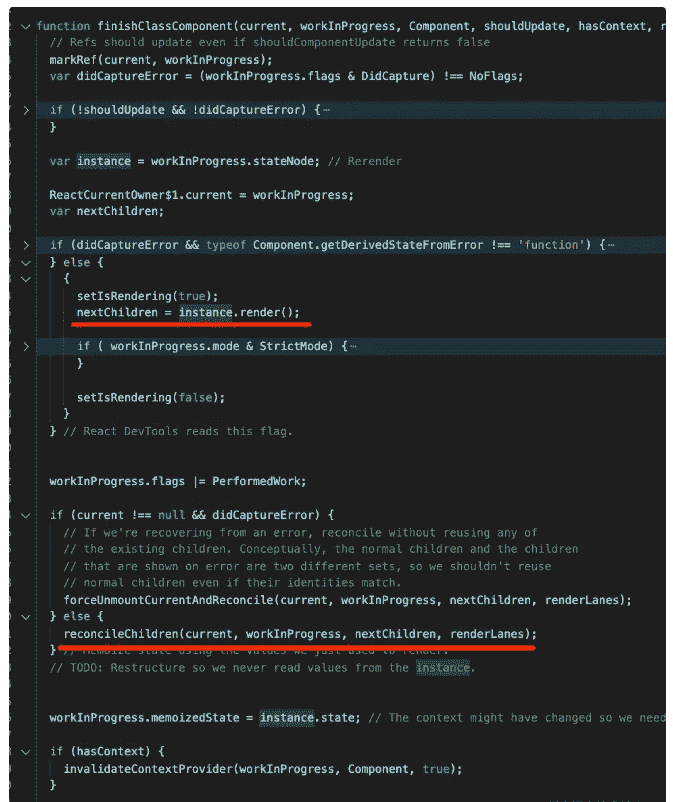 function finishClassComponent(current, workInProgress, Component, shouldUpdate, hasContext, r
// Refs should update even if shouldComponentUpdate returns false
markRef(current, workInProgress);
var didCaptureError = (workInProgress.flags & DidCapture) !== NoFlags;
if (!shouldUpdate && !didCaptureError) {⋯
}
var instance = workInProgress.stateNode; // Rerender
ReactCurrentOwner$1.current = workInProgress;
var nextChildren;
if (didCaptureError && typeof Component.getDerivedStateFromError !== 'function') {⋯
} else {
{
setIsRendering(true);
nextChildren = instance.render();
if ( workInProgress.mode & StrictMode) {⋯
}
setIsRendering(false);
}
} // React DevTools reads this flag.
workInProgress.flags |= PerformedWork;
if (current !== null && didCaptureError) {
// If we're recovering from an error, reconcile without reusing any of
// the existing children. Conceptually, the normal children and the children
// that are shown on error are two different sets, so we shouldn't reuse
// normal children even if their identities match.
forceUnmountCurrentAndReconcile(current, workInProgress, nextChildren, renderLanes);
} else {
reconcileChildren(current, workInProgress, nextChildren, renderLanes);
} // Memoize state using the values we just used to render.
// TODO: Restructure so we never read values from the instance.
workInProgress.memoizedState = instance.state; // The context might have changed so we need
if (hasContext) {
invalidateContextProvider(workInProgress, Component, true);
}